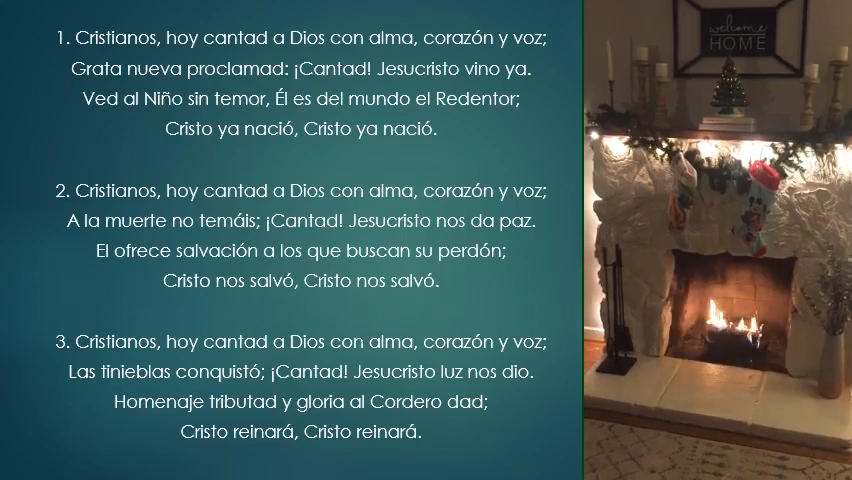 1. Cristianos, hoy cantad a Dios con alma, corazón y voz;
Grata nueva proclamad: ¡Cantad! Jesucristo vino ya.
Ved al Niño sin temor, Él es del mundo el Redentor;
Cristo ya nació, Cristo ya nació.
2. Cristianos, hoy cantad a Dios con alma, corazón y voz;
A la muerte no temáis; ¡Cantad! Jesucristo nos da paz.
El ofrece salvación a los que buscan su perdón;
Cristo nos salvó, Cristo nos salvó.
3. Cristianos, hoy cantad a Dios con alma, corazón y voz;
Las tinieblas conquistó; ¡Cantad! Jesucristo luz nos dio.
Homenaje tributad y gloria al Cordero dad;
Cristo reinará, Cristo reinará.
welcome
HOME